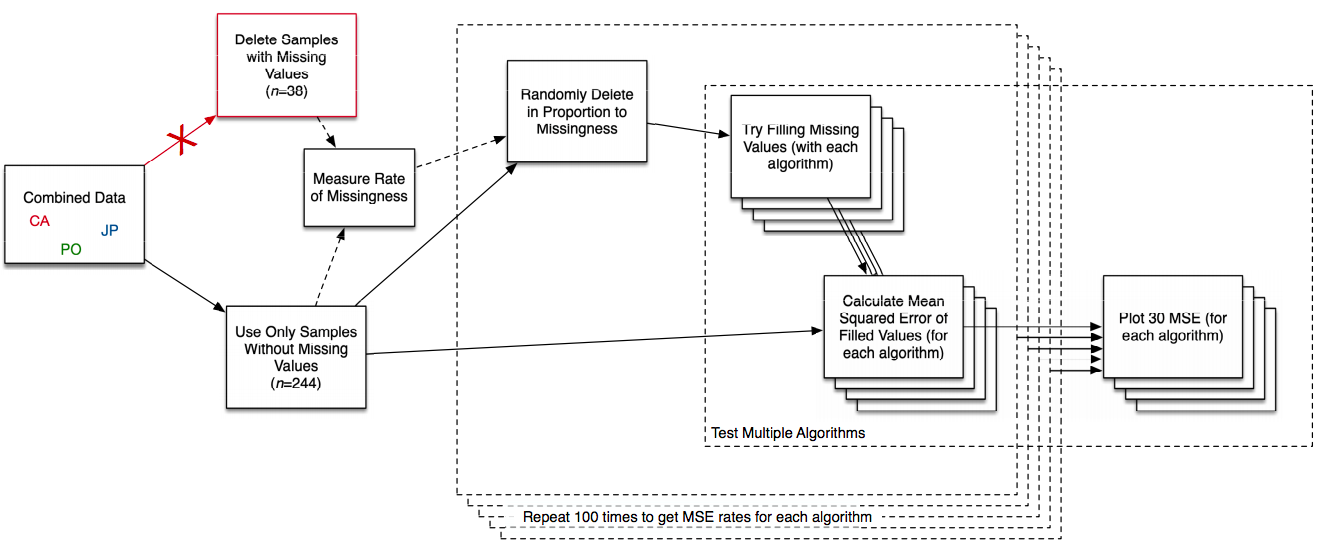 Delete Samples
with Missing
Values
(n=38)
Combined Data
CA
JP
PO
Measure Rate
of Missingness
Use Only Samples
Without Missing
Values
(n=244)
Randomly Delete
in Proportion to
Missingness
Try Filling Missing
Values (with each
algorithm)
Calculate Mean
Squared Error of
Filled Values (for
each algorithm)
Plot 30 MSE (for
each algorithm)
Test Multiple Algorithms
Repeat 100 times to get MSE rates for each algorithm